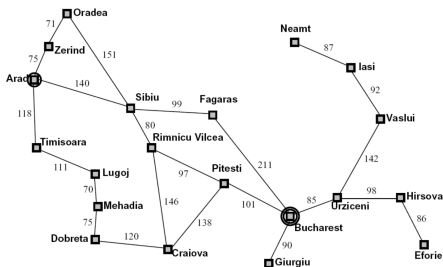 Oradea
71
Neamt
87
Zerind
151
Iasi
75
Arad
140
92
Sibiu
99
Fagaras
118
80
Vaslui
Timisoara
Rimnicu Vilcea
111
Lugoj
97
Pitesti
211
142
70
Mehadia
146
101
85
98
Hirsova
Urziceni
75
138
86
Bucharest
Dobreta
120
90
Craiova
Eforie
Giurgiu